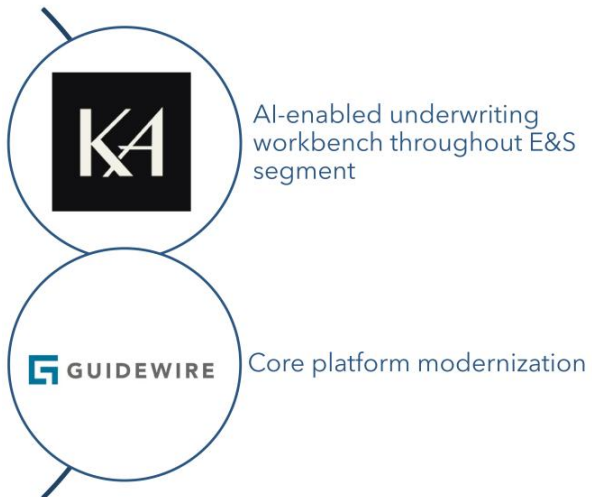 KA
AI-enabled underwriting
workbench throughout E&S
segment
GUIDEWIRE
Core platform modernization